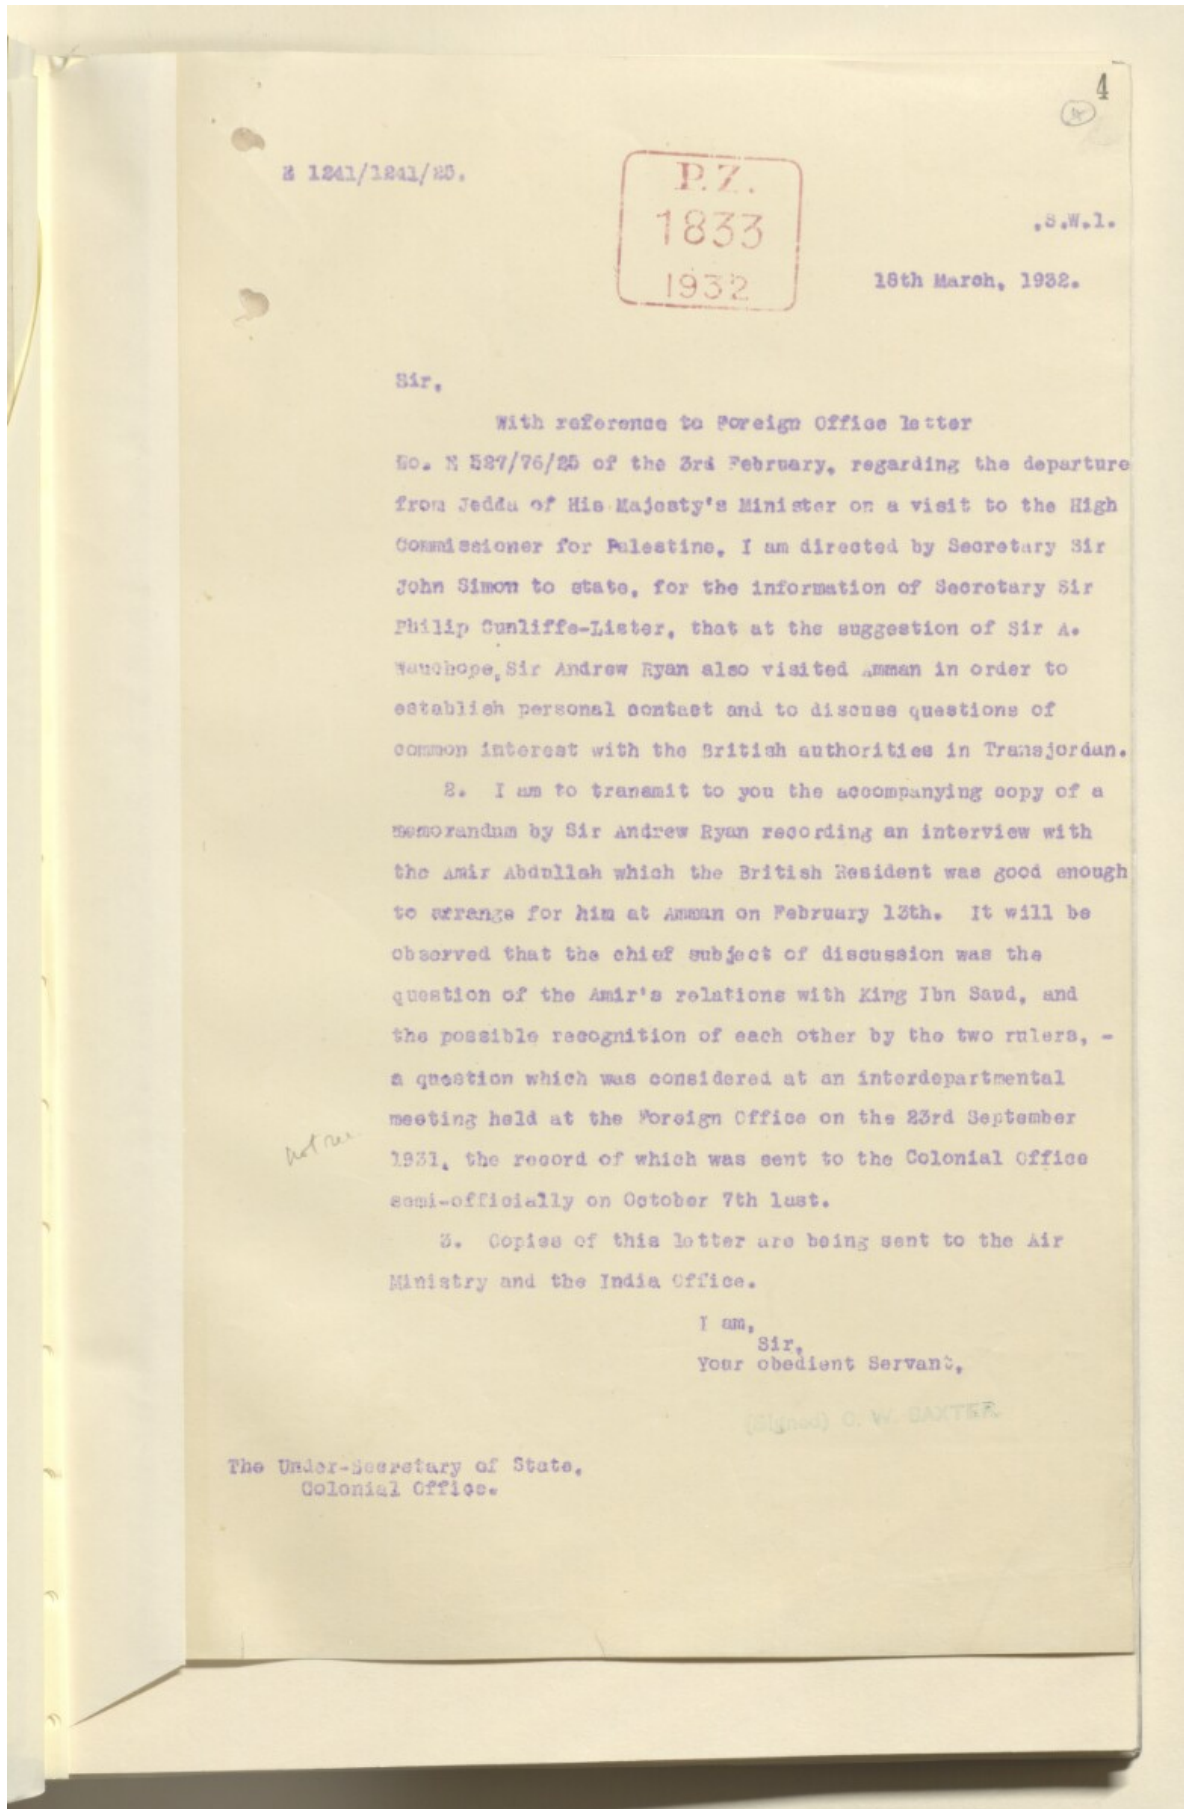 4
E 1241/1241/25.
P.Z.
1833
1932
,S.W.1.
18th March, 1932.
Sir,
With reference to Foreign Office letter
No. E 527/76/25 of the 3rd February, regarding the departure
from Jedda of His Majesty's Minister on a visit to the High
Commissioner for Palestine, I am directed by Secretary Sir
John Simon to state, for the information of Secretary Sir
Philip Cunliffe-Lister, that at the suggestion of Sir A.
Wauchope, Sir Andrew Ryan also visited Amman in order to
establish personal contact and to discuss questions of
common interest with the British authorities in Transjordan.
2. I am to transmit to you the accompanying copy of a
memorandum by Sir Andrew Ryan recording an interview with
the Amir Abdullah which the British Resident was good enough
to arrange for him at Amman on February 13th. It will be
observed that the chief subject of discussion was the
question of the Amir's relations with King Ibn Saud, and
the possible recognition of each other by the two rulers, -
a question which was considered at an interdepartmental
meeting held at the Foreign Office on the 23rd September
1931, the record of which was sent to the Colonial Office
semi-officially on October 7th last.
not
3. Copies of this letter are being sent to the Air
Ministry and the India Office.
I am,
Sir,
Your obedient Servant,
(Signed) C. W. BAXTER.
The Under-Secretary of State,
Colonial Office.